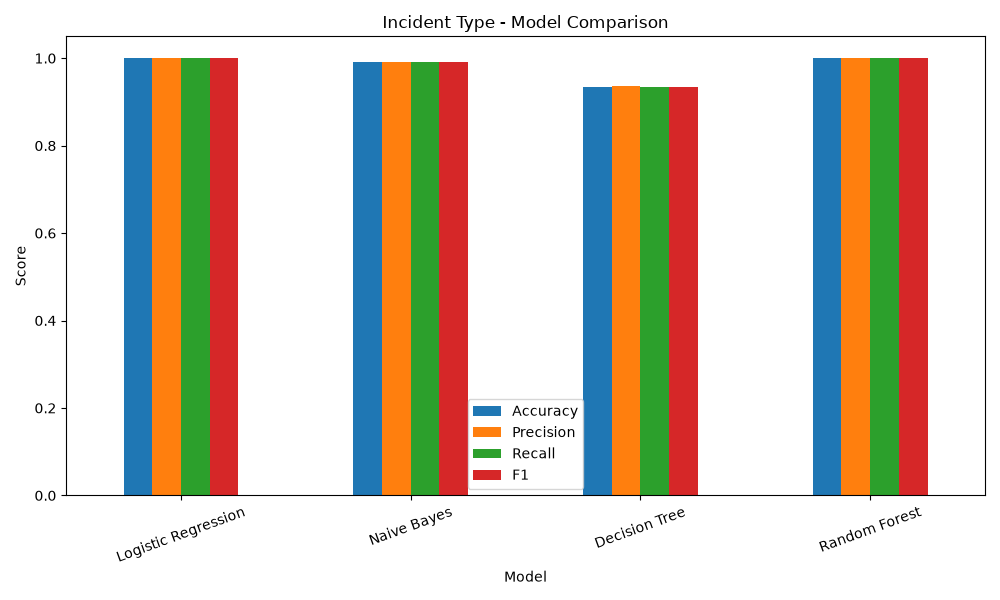 Incident Type - Model Comparison
1.0
0.8
0.6
0.4
0.2
0.0
Score
Accuracy
Precision
Recall
F1
Logistic Regression
Naive Bayes
Decision Tree
Random Forest
Model